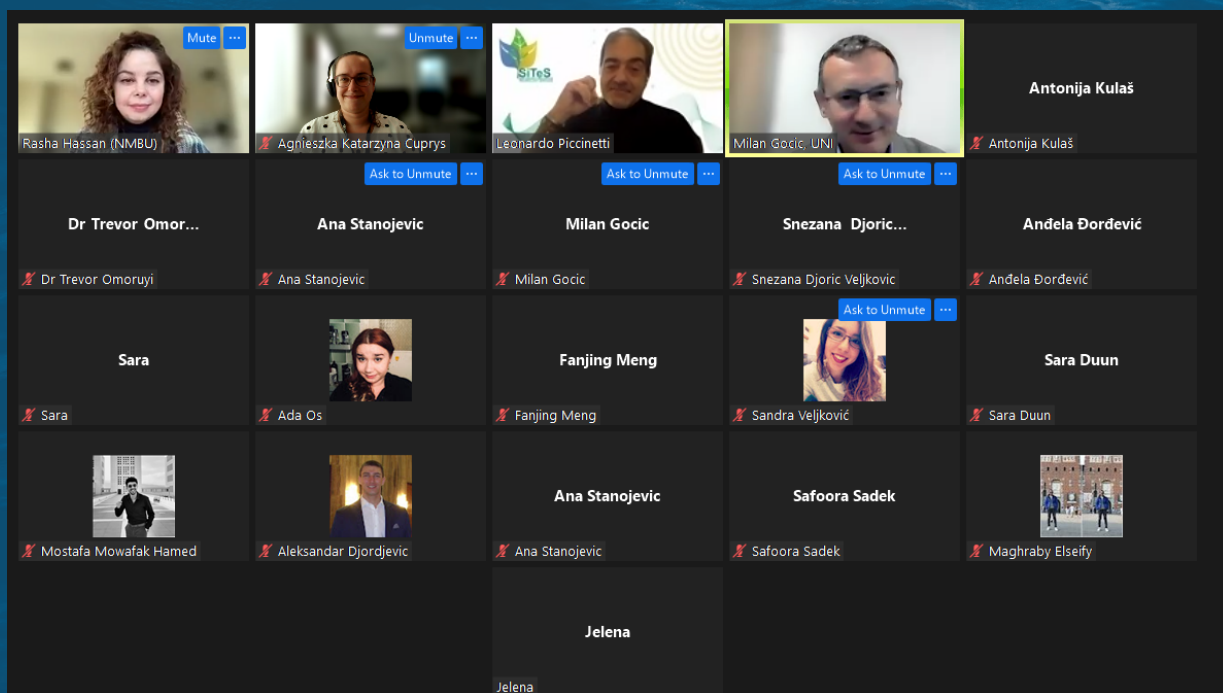 Mute ...
Rasha Hassan (NMBU)
Unmute ...
Agnieszka Katarzyna Cuprys
SiTeS
Leonardo Piccinetti
Milan Gocic, UNI
Antonija Kulaš
Antonija Kulaš
Dr Trevor Omor...
Dr Trevor Omoruyi
Ask to Unmute ...
Ana Stanojevic
Ana Stanojevic
Ask to Unmute ...
Milan Gocic
Milan Gocic
Ask to Unmute ...
Snezana Djoric...
Snezana Djoric Veljkovic
Anđela Đorđević
Anđela Đorđević
Sara
Sara
Ada Os
Fanjing Meng
Fanjing Meng
Ask to Unmute ...
Sandra Veljković
Sara Duun
Sara Duun
Mostafa Mowafak Hamed
Aleksandar Djordjevic
Ana Stanojevic
Ana Stanojevic
Safoora Sadek
Safoora Sadek
Maghraby Elseify
Jelena
Jelena